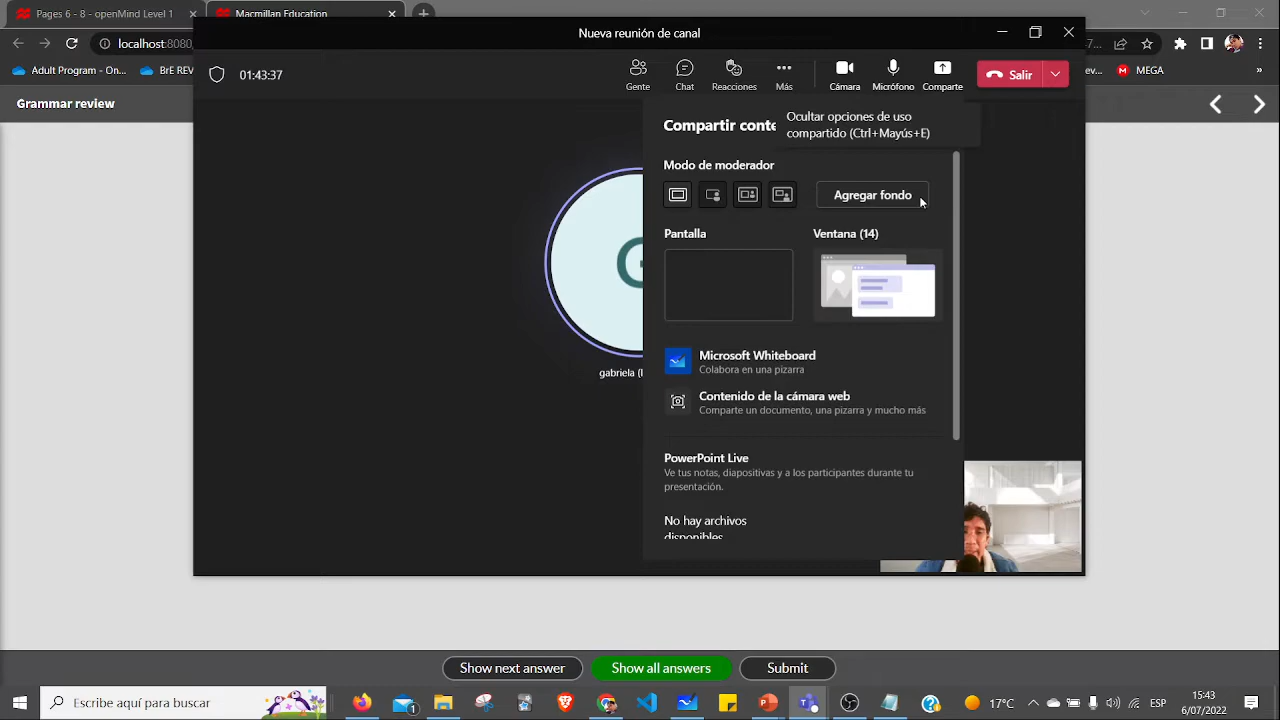 Pages 6 - 8 - openMind Level 1
Macmillan Education
localhost:8080
Adult Program - On...
BrE REV
MEGA
Grammar review
Nueva reunión de canal
01:43:37
Gente
Chat
Reacciones
Más
Cámara
Micrófono
Comparte
Salir
Compartir conte
Ocultar opciones de uso
compartido (Ctrl+Mayús+E)
Modo de moderador
Agregar fondo
Pantalla
Ventana (14)
Microsoft Whiteboard
Colabora en una pizarra
Contenido de la cámara web
Comparte un documento, una pizarra y mucho más
PowerPoint Live
Ve tus notas, diapositivas y a los participantes durante tu
presentación.
No hay archivos
disponibles
G
gabriela (
Show next answer
Show all answers
Submit
Escribe aquí para buscar
17°C
ESP
15:43
6/07/2022